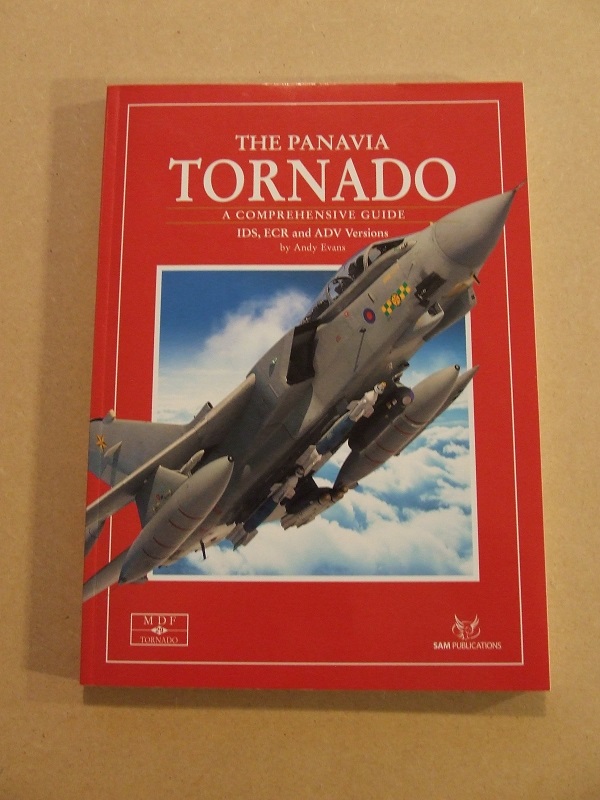 THE PANAVIA
TORNADO
A COMPREHENSIVE GUIDE
IDS, ECR and ADV Versions
by Andy Evans
MDF
TORNADO
SAM PUBLICATIONS